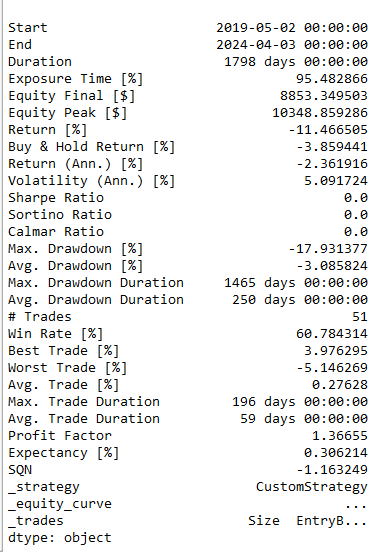 Start 2019-05-02 00:00:00
End 2024-04-03 00:00:00
Duration 1798 days 00:00:00
Exposure Time [%] 95.482866
Equity Final [$] 8853.349503
Equity Peak [$] 10348.859286
Return [%] -11.466505
Buy & Hold Return [%] -3.859441
Return (Ann.) [%] -2.361916
Volatility (Ann.) [%] 5.091724
Sharpe Ratio 0.0
Sortino Ratio 0.0
Calmar Ratio 0.0
Max. Drawdown [%] -17.931377
Avg. Drawdown [%] -3.085824
Max. Drawdown Duration 1465 days 00:00:00
Avg. Drawdown Duration 250 days 00:00:00
# Trades 51
Win Rate [%] 60.784314
Best Trade [%] 3.976295
Worst Trade [%] -5.146269
Avg. Trade [%] 0.27628
Max. Trade Duration 196 days 00:00:00
Avg. Trade Duration 59 days 00:00:00
Profit Factor 1.36655
Expectancy [%] 0.306214
SQN -1.163249
_strategy CustomStrategy
_equity_curve ...
_trades Size EntryB...
dtype: object